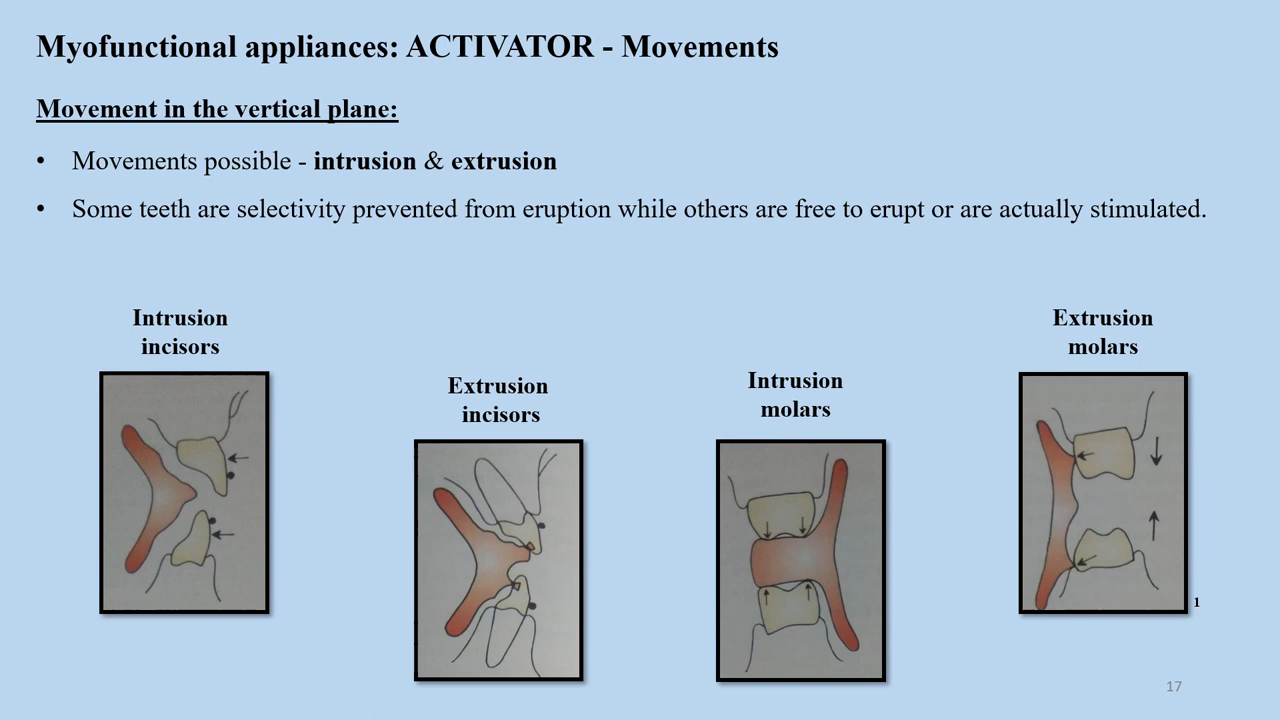 Myofunctional appliances: ACTIVATOR - Movements
Movement in the vertical plane:
• Movements possible - intrusion & extrusion
• Some teeth are selectivity prevented from eruption while others are free to erupt or are actually stimulated.
Intrusion
incisors
Extrusion
incisors
Intrusion
molars
Extrusion
molars
1
17